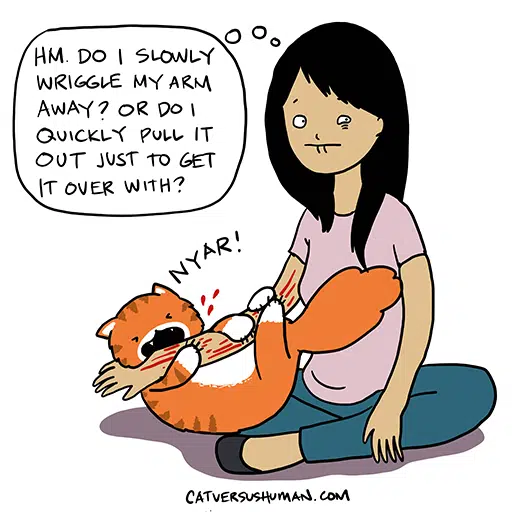 HM. DO I SLOWLY
WRIGGLE MY ARM
AWAY? OR DO I
QUICKLY PULL IT
OUT JUST TO GET
IT OVER WITH?
NYAR!
CATVERSUSHUMAN.COM